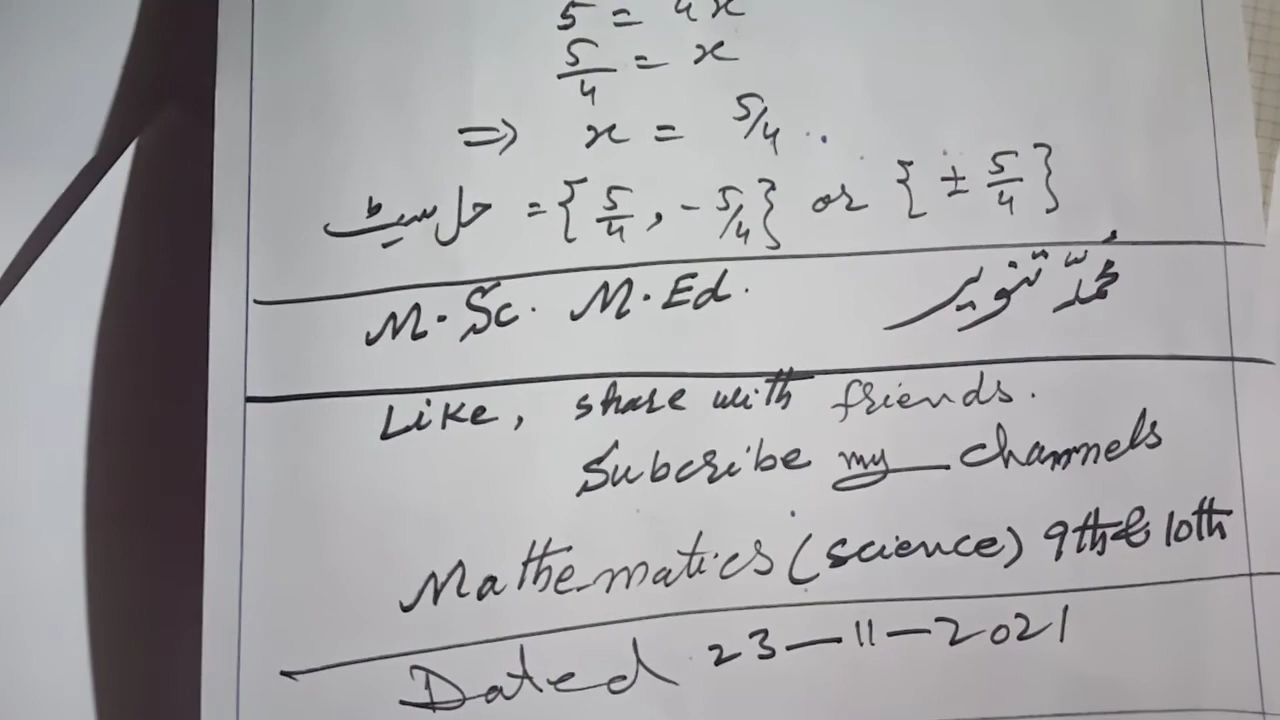 5 = 4x
5/4 = x
⇒ x = 5/4 .
حل سیٹ = {5/4, -5/4} or {± 5/4}
M.Sc. M.Ed. محمدّ تنویر
Like, share with friends.
Subcribe my channels
Mathematics (science) 9th & 10th
Dated 23-11-2021